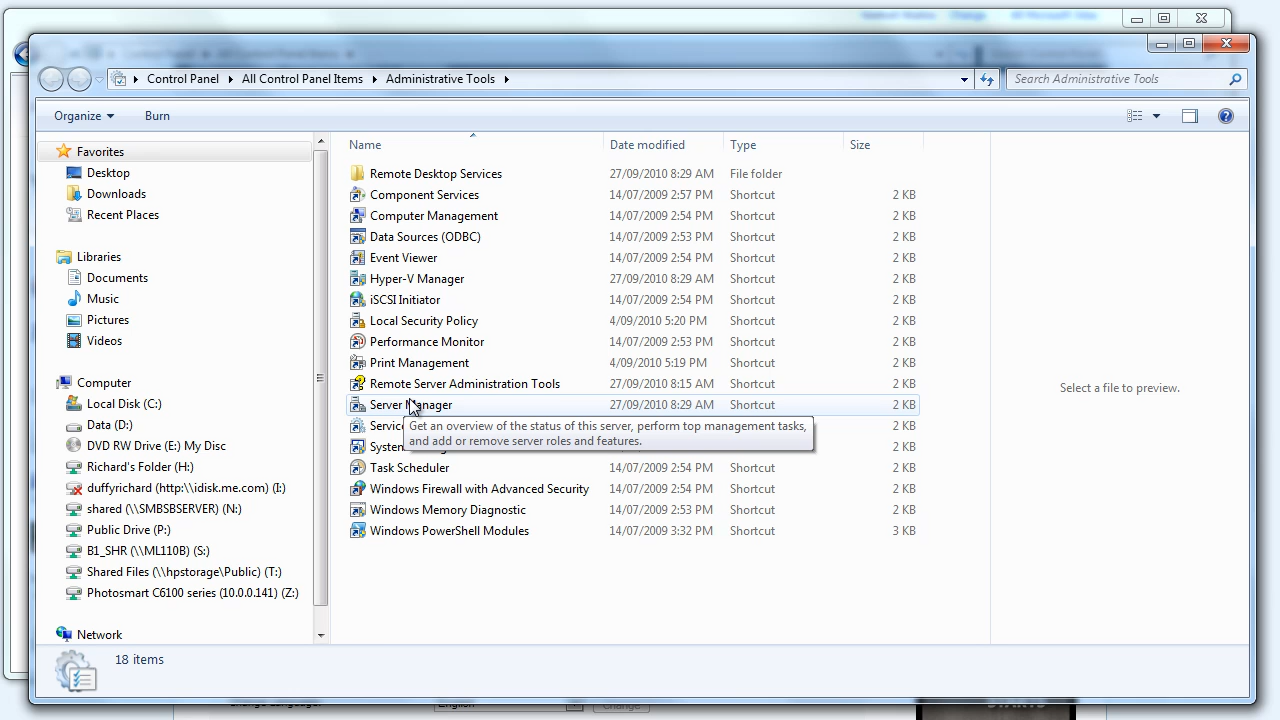 Control Panel All Control Panel Items Administrative Tools
Search Administrative Tools
Organize Burn
Name Date modified Type Size
Favorites
Desktop
Downloads
Recent Places
Libraries
Documents
Music
Pictures
Videos
Computer
Local Disk (C:)
Data (D:)
DVD RW Drive (E:) My Disc
Richard's Folder (H:)
duffyrichard (http:\\idisk.me.com) (I:)
shared (\\SMBSBSERVER) (N:)
Public Drive (P:)
B1_SHR (\\ML110B) (S:)
Shared Files (\\hpstorage\Public) (T:)
Photosmart C6100 series (10.0.0.141) (Z:)
Network
Remote Desktop Services 27/09/2010 8:29 AM File folder
Component Services 14/07/2009 2:57 PM Shortcut 2 KB
Computer Management 14/07/2009 2:54 PM Shortcut 2 KB
Data Sources (ODBC) 14/07/2009 2:53 PM Shortcut 2 KB
Event Viewer 14/07/2009 2:54 PM Shortcut 2 KB
Hyper-V Manager 27/09/2010 8:29 AM Shortcut 2 KB
iSCSI Initiator 14/07/2009 2:54 PM Shortcut 2 KB
Local Security Policy 4/09/2010 5:20 PM Shortcut 2 KB
Performance Monitor 14/07/2009 2:53 PM Shortcut 2 KB
Print Management 4/09/2010 5:19 PM Shortcut 2 KB
Remote Server Administration Tools 27/09/2010 8:15 AM Shortcut 2 KB
Server Manager 27/09/2010 8:29 AM Shortcut 2 KB
Get an overview of the status of this server, perform top management tasks,
and add or remove server roles and features.
Task Scheduler 14/07/2009 2:54 PM Shortcut 2 KB
Windows Firewall with Advanced Security 14/07/2009 2:54 PM Shortcut 2 KB
Windows Memory Diagnostic 14/07/2009 2:53 PM Shortcut 2 KB
Windows PowerShell Modules 14/07/2009 3:32 PM Shortcut 3 KB
Select a file to preview.
18 items
English Change